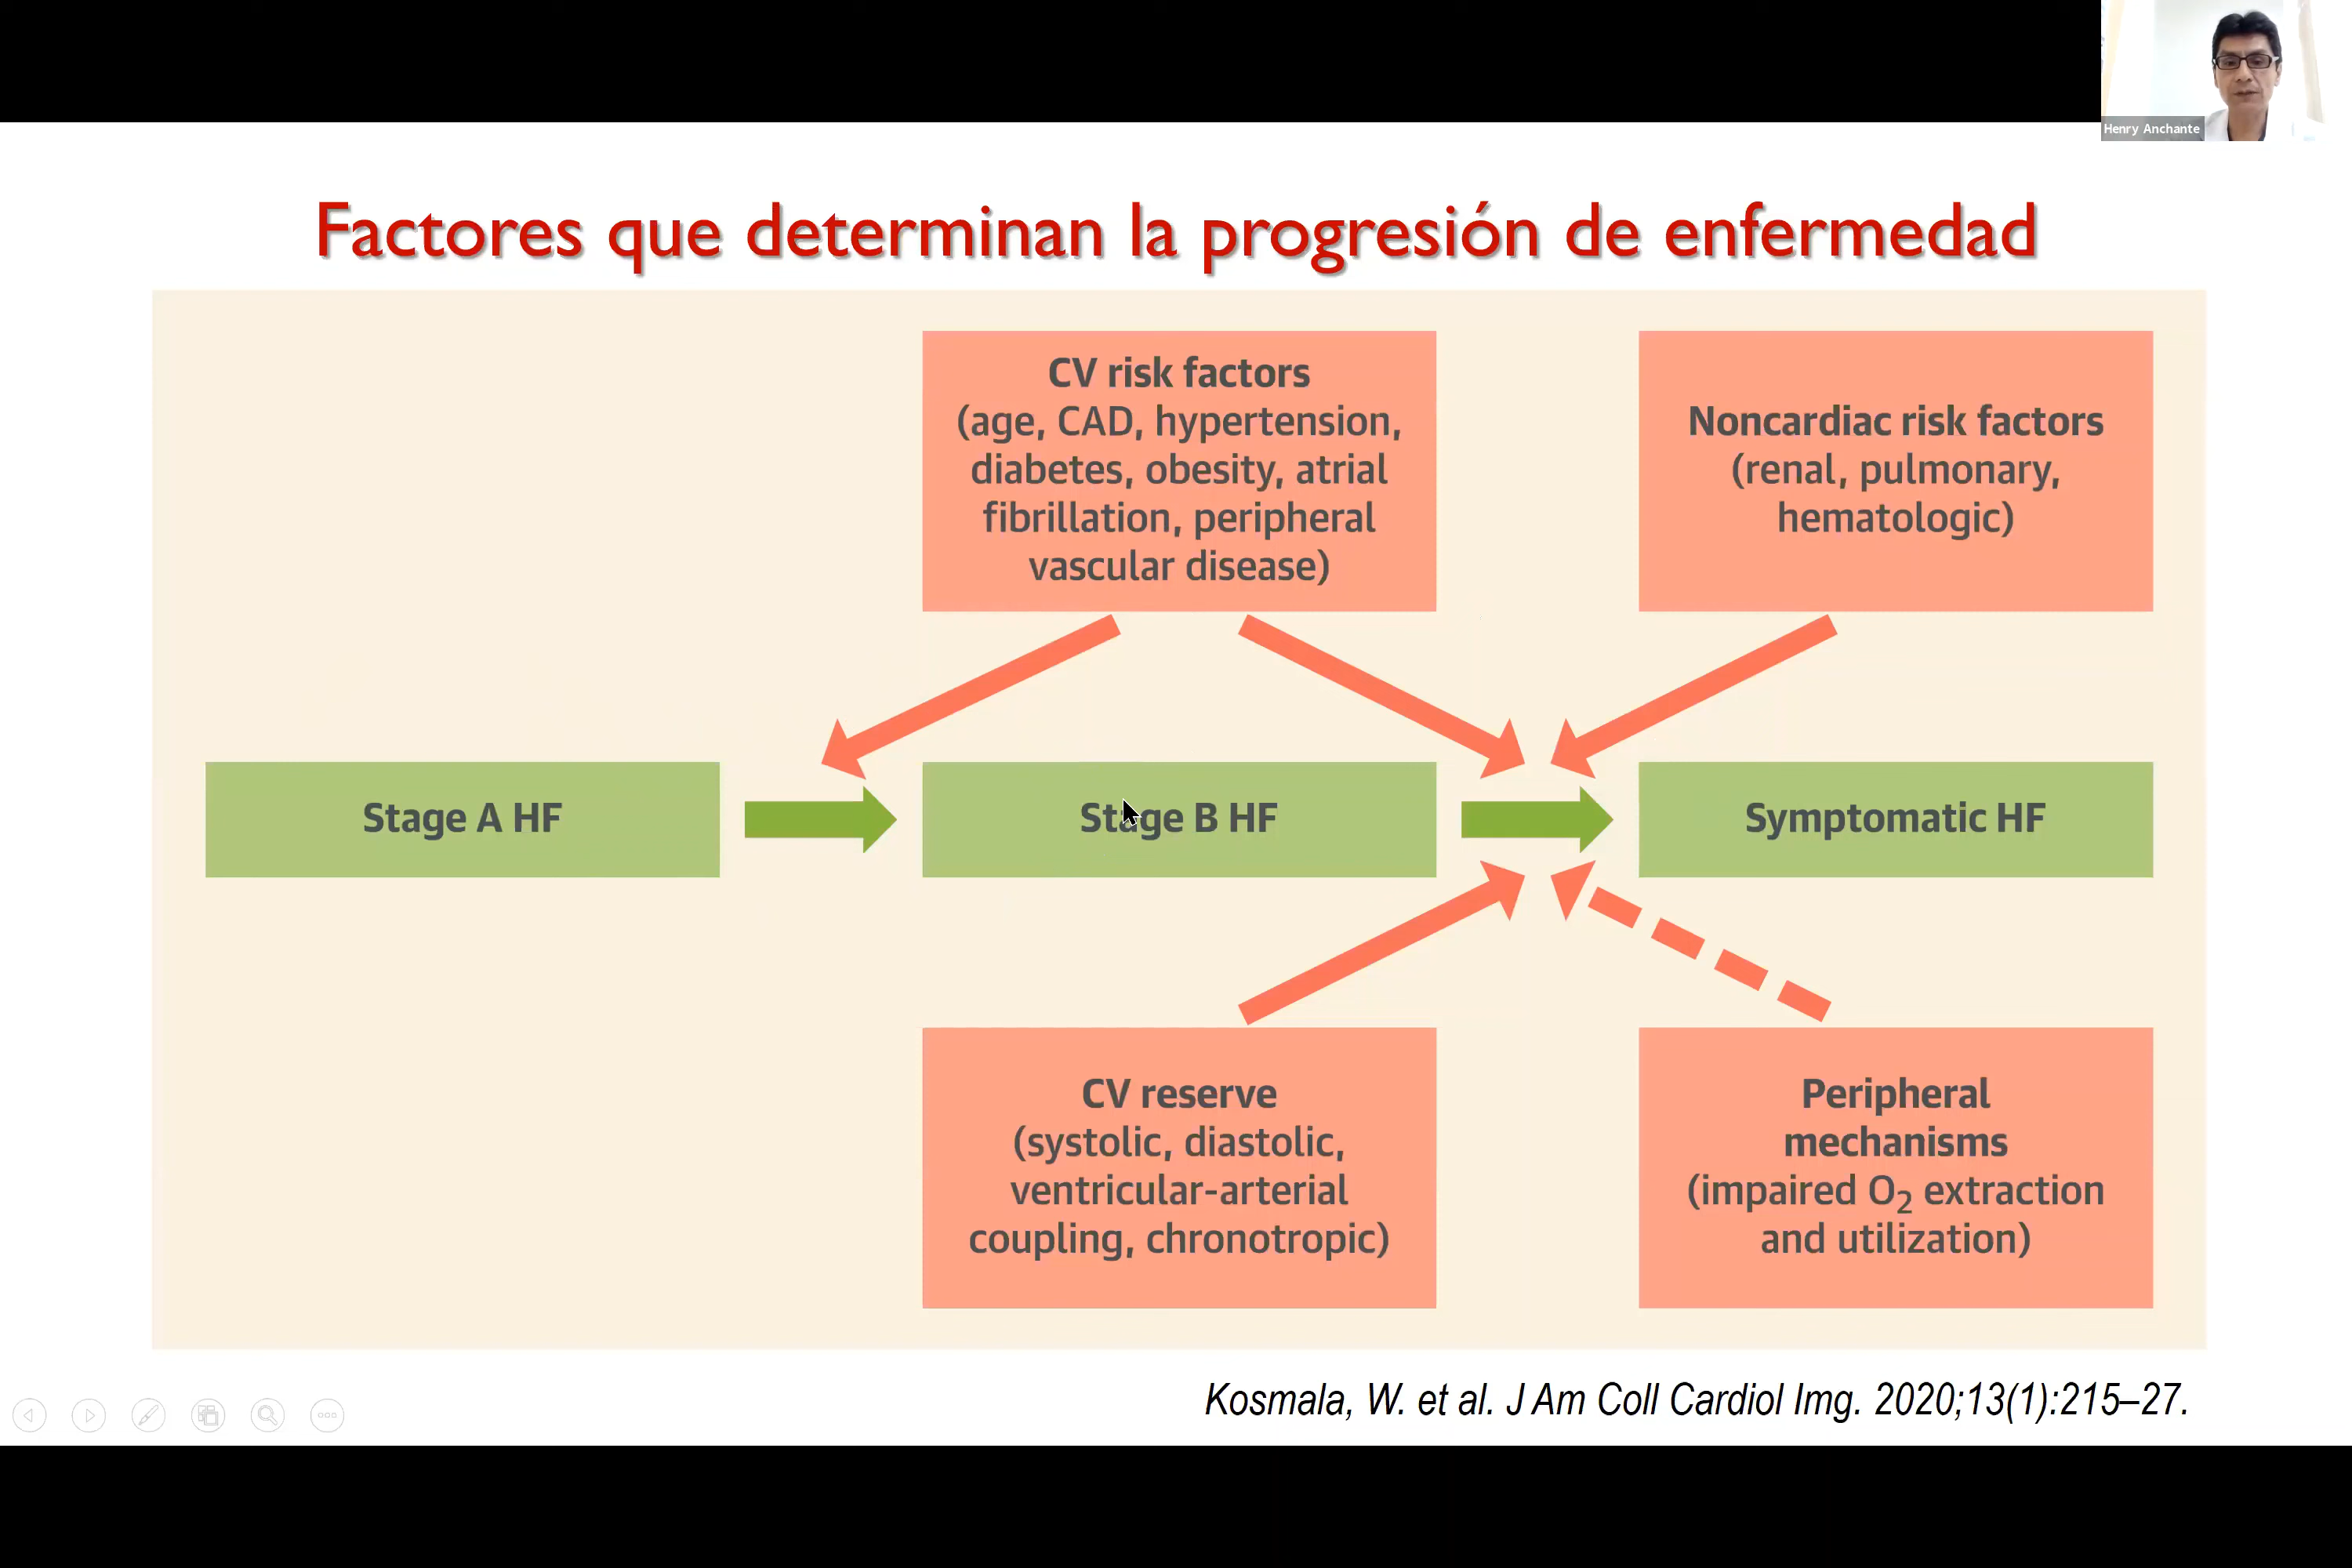 Henry Anchante
Factores que determinan la progresión de enfermedad
CV risk factors
(age, CAD, hypertension,
diabetes, obesity, atrial
fibrillation, peripheral
vascular disease)
Noncardiac risk factors
(renal, pulmonary,
hematologic)
Stage A HF
Stage B HF
Symptomatic HF
CV reserve
(systolic, diastolic,
ventricular-arterial
coupling, chronotropic)
Peripheral
mechanisms
(impaired O₂ extraction
and utilization)
Kosmala, W. et al. J Am Coll Cardiol Img. 2020;13(1):215–27.